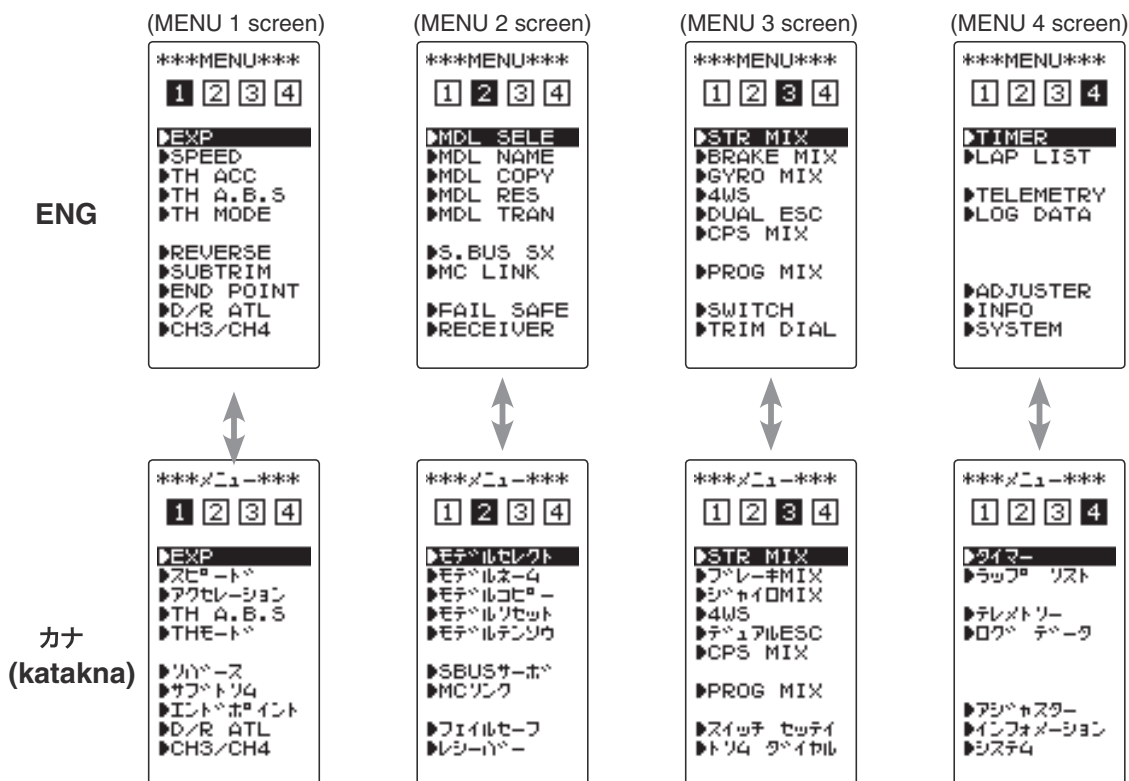 (MENU 1 screen)
***MENU***
1 2 3 4
EXP
SPEED
TH ACC
TH A.B.S
TH MODE
REVERSE
SUBTRIM
END POINT
D/R ATL
CH3/CH4
(MENU 2 screen)
***MENU***
1 2 3 4
MDL SELE
MDL NAME
MDL COPY
MDL RES
MDL TRAN
S.BUS SX
MC LINK
FAIL SAFE
RECEIVER
(MENU 3 screen)
***MENU***
1 2 3 4
STR MIX
BRAKE MIX
GYRO MIX
4WS
DUAL ESC
CPS MIX
PROG MIX
SWITCH
TRIM DIAL
(MENU 4 screen)
***MENU***
1 2 3 4
TIMER
LAP LIST
TELEMETRY
LOG DATA
ADJUSTER
INFO
SYSTEM
ENG
カナ
(katakna)
***メニュー***
1 2 3 4
EXP
スピード
アクセレーション
TH A.B.S
THモード
リバース
サブトリム
エンドポイント
D/R ATL
CH3/CH4
***メニュー***
1 2 3 4
モデルセレクト
モデルネーム
モデルコピー
モデルリセット
モデルテンソウ
SBUSサーボ
MCリンク
フェイルセーフ
レシーバー
***メニュー***
1 2 3 4
STR MIX
ブレーキMIX
ジャイロMIX
4WS
デュアルESC
CPS MIX
PROG MIX
スイッチ セッテイ
トリム ダイヤル
***メニュー***
1 2 3 4
タイマー
ラップ リスト
テレメトリー
ログ データ
アジャスター
インフォメーション
システム